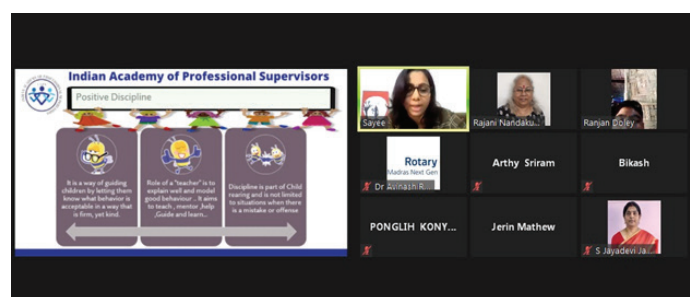 Indian Academy of Professional Supervisors
Positive Discipline
It is a way of guiding
children by letting them
know what behavior is
acceptable in a way that
is firm, yet kind.
Role of a "teacher" is to
explain well and model
good behaviour .. It aims
to teach , mentor ,help
,Guide and learn...
Discipline is part of Child
rearing and is not limited
to situations when there
is a mistake or offense
Sayee
Rajani Nandaku...
Ranjan Doley
Rotary
Madras Next Gen
Dr Avinash R...
Arthy Sriram
Bikash
PONGLIH KONY...
Jerin Mathew
S Jayadevi Ja...